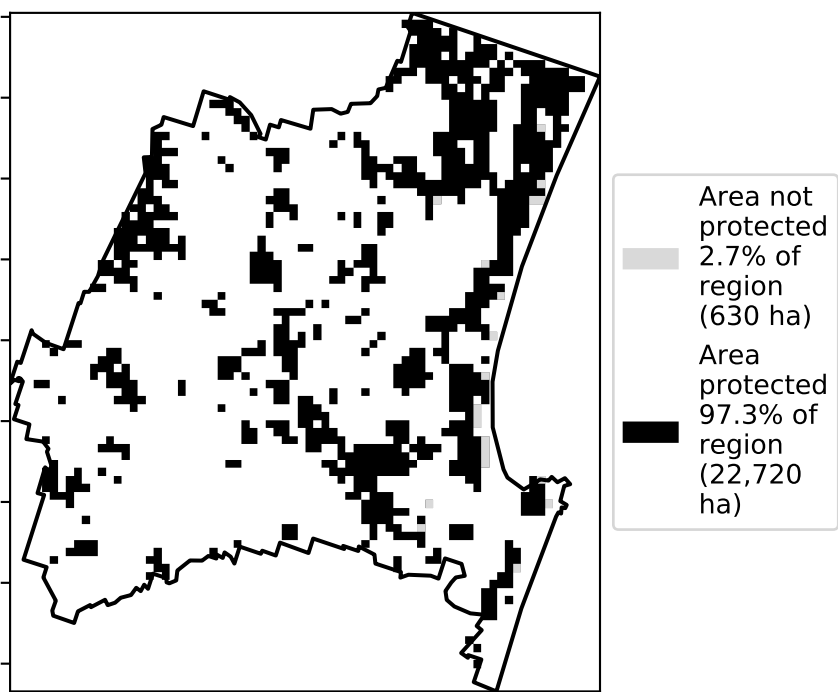 Area not
protected
2.7% of
region
(630 ha)
Area
protected
97.3% of
region
(22,720
ha)